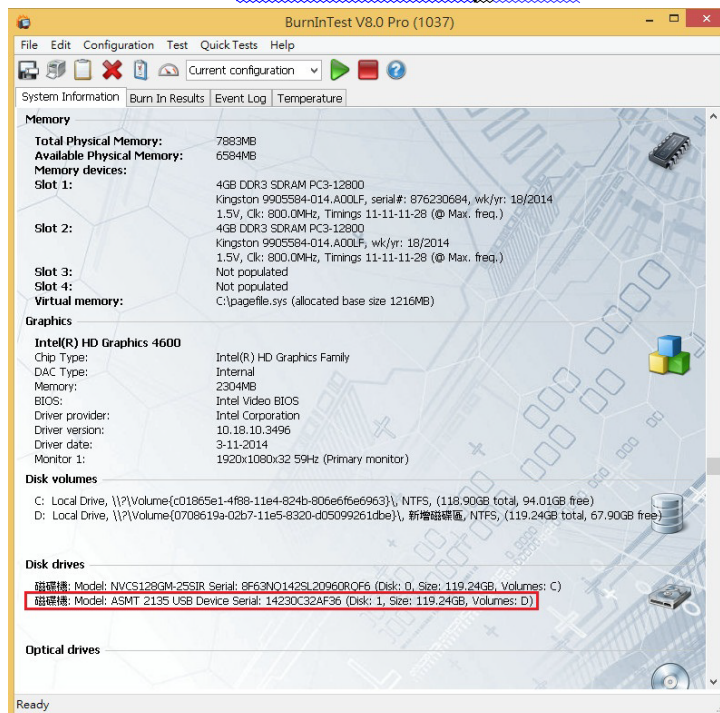 BurnInTest V8.0 Pro (1037)
File Edit Configuration Test Quick Tests Help
Current configuration
System Information Burn In Results Event Log Temperature
Memory
Total Physical Memory: 7883MB
Available Physical Memory: 6584MB
Memory devices:
Slot 1: 4GB DDR3 SDRAM PC3-12800
Kingston 9905584-014.A00LF, serial#: 876230684, wk/yr: 18/2014
1.5V, Clk: 800.0MHz, Timings 11-11-11-28 (@ Max. freq.)
Slot 2: 4GB DDR3 SDRAM PC3-12800
Kingston 9905584-014.A00LF, wk/yr: 18/2014
1.5V, Clk: 800.0MHz, Timings 11-11-11-28 (@ Max. freq.)
Slot 3: Not populated
Slot 4: Not populated
Virtual memory: C:\pagefile.sys (allocated base size 1216MB)
Graphics
Intel(R) HD Graphics 4600
Chip Type: Intel(R) HD Graphics Family
DAC Type: Internal
Memory: 2304MB
BIOS: Intel Video BIOS
Driver provider: Intel Corporation
Driver version: 10.18.10.3496
Driver date: 3-11-2014
Monitor 1: 1920x1080x32 59Hz (Primary monitor)
Disk volumes
C: Local Drive, \\?\Volume{c01865e1-4f88-11e4-824b-806e6f6e6963}\, NTFS, (118.90GB total, 94.01GB free)
D: Local Drive, \\?\Volume{0708619a-02b7-11e5-8320-d05099261dbe}\, 新增磁碟區, NTFS, (119.24GB total, 67.90GB free)
Disk drives
磁碟機: Model: NVCS128GM-25SIR Serial: 8F63NO142SL20960ROF6 (Disk: 0, Size: 119.24GB, Volumes: C)
磁碟機: Model: ASMT 2135 USB Device Serial: 14230C32AF36 (Disk: 1, Size: 119.24GB, Volumes: D)
Optical drives
Ready